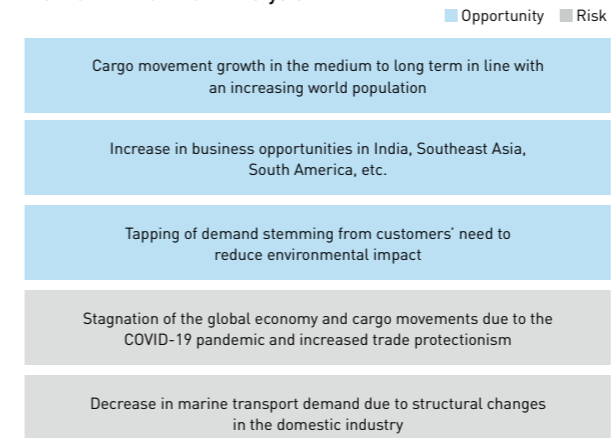 Opportunity Risk
Cargo movement growth in the medium to long term in line with
an increasing world population
Increase in business opportunities in India, Southeast Asia,
South America, etc.
Tapping of demand stemming from customers’ need to
reduce environmental impact
Stagnation of the global economy and cargo movements due to the
COVID-19 pandemic and increased trade protectionism
Decrease in marine transport demand due to structural changes
in the domestic industry